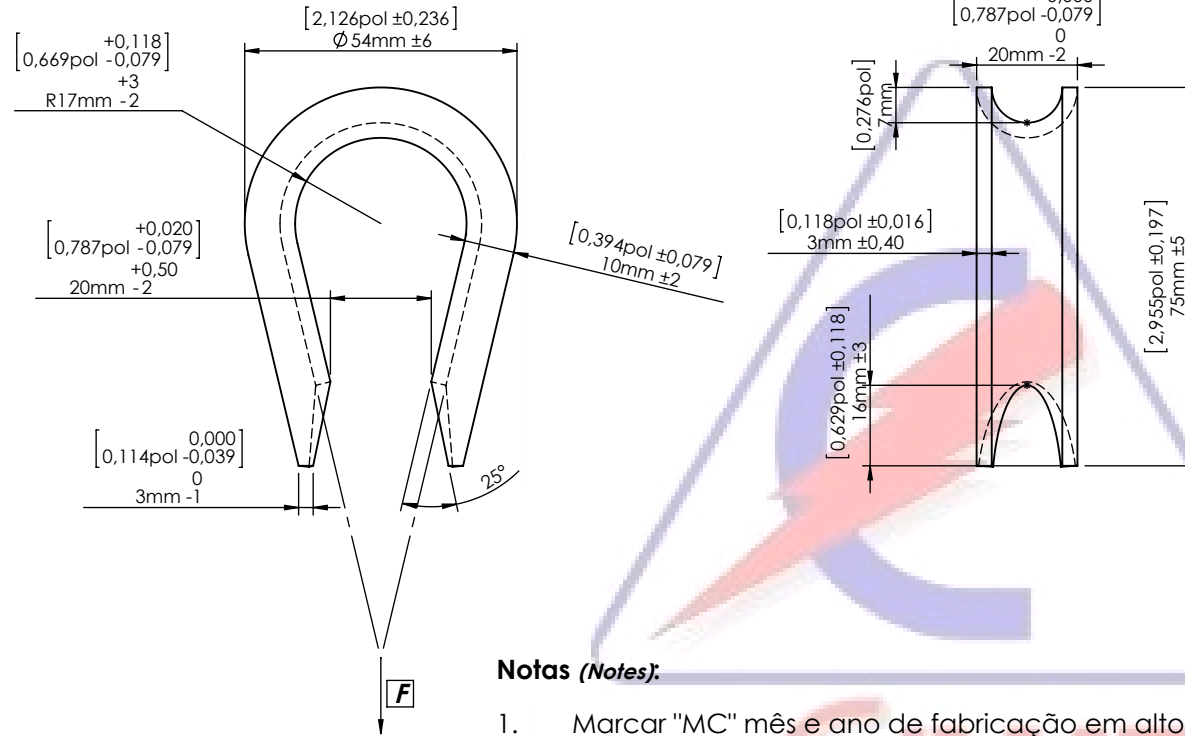 [2,126pol ±0,236]
Ø54mm ±6
+0,118
[0,669pol -0,079]
+3
R17mm -2
+0,020
[0,787pol -0,079]
+0,50
20mm -2
[0,394pol ±0,079]
10mm ±2
0,000
[0,114pol -0,039]
0
3mm -1
25°
F
[0,787pol -0,079]
0
20mm -2
[0,276pol]
7mm
[0,118pol ±0,016]
3mm ±0,40
[0,629pol ±0,118]
16mm ±3
[2,955pol ±0,197]
75mm ±5
Notas (Notes):
1. Marcar "MC" mês e ano de fabricação em alto